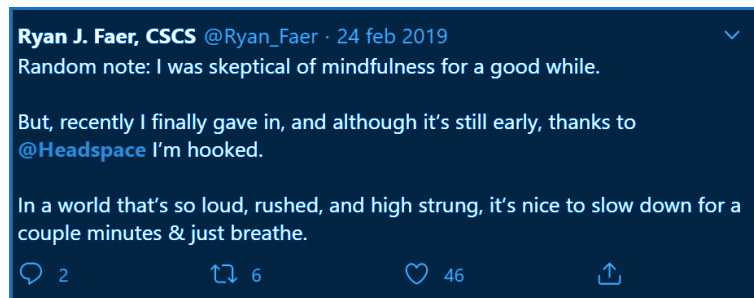 Ryan J. Faer, CSCS @Ryan_Faer · 24 feb 2019
Random note: I was skeptical of mindfulness for a good while.
But, recently I finally gave in, and although it’s still early, thanks to
@Headspace I’m hooked.
In a world that’s so loud, rushed, and high strung, it’s nice to slow down for a
couple minutes & just breathe.
2 6 46